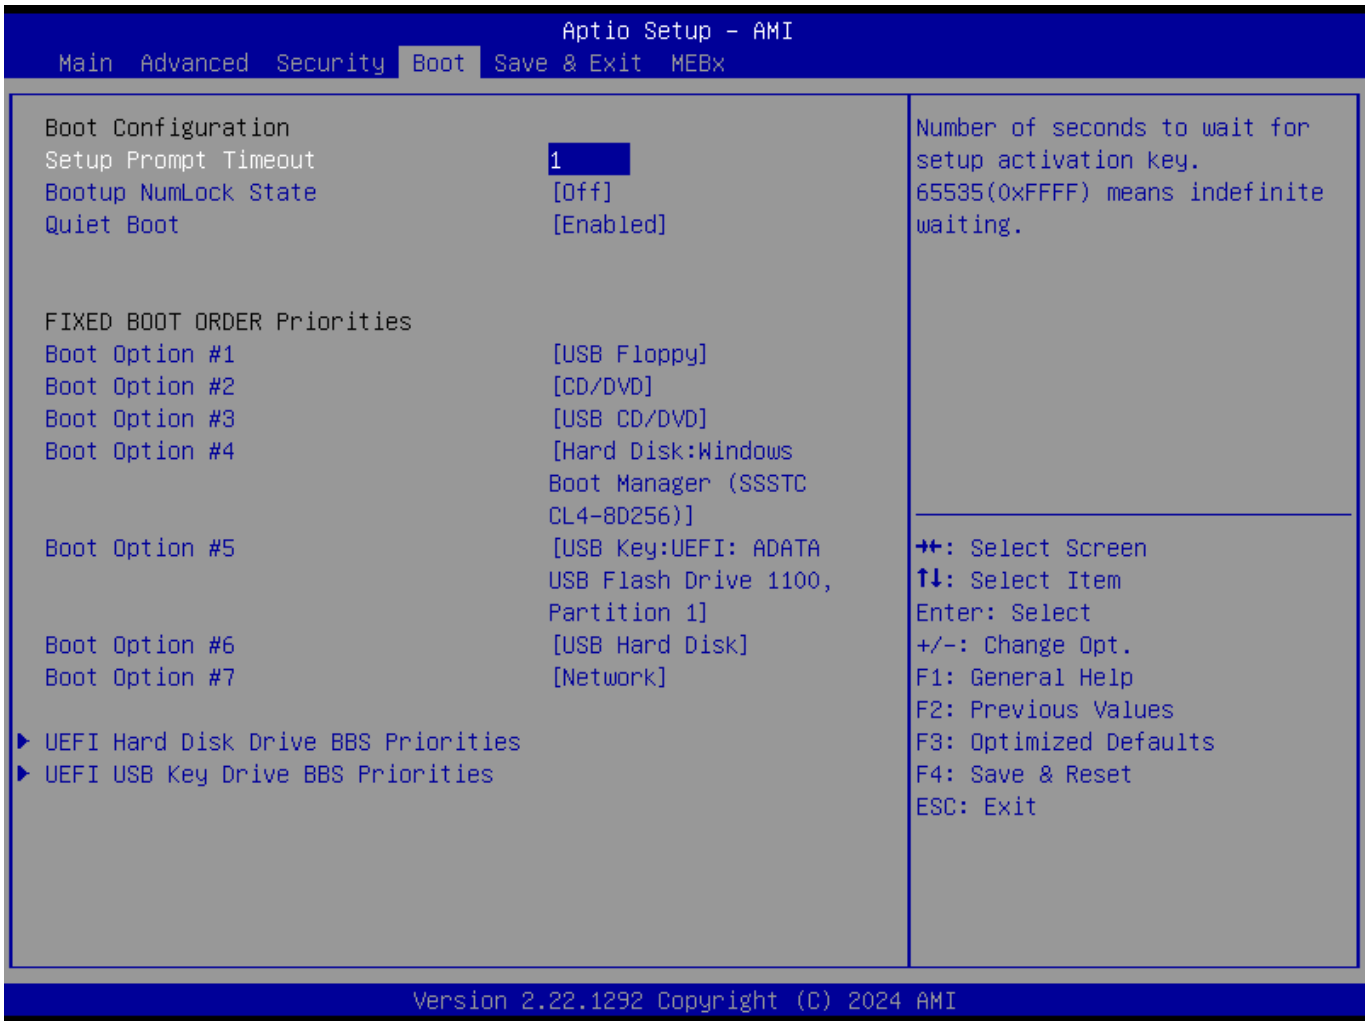 Aptio Setup – AMI
Main Advanced Security Boot Save & Exit MEBx
Boot Configuration
Setup Prompt Timeout 1
Bootup NumLock State [Off]
Quiet Boot [Enabled]
FIXED BOOT ORDER Priorities
Boot Option #1 [USB Floppy]
Boot Option #2 [CD/DVD]
Boot Option #3 [USB CD/DVD]
Boot Option #4 [Hard Disk:Windows
Boot Manager (SSSTC
CL4-8D256)]
Boot Option #5 [USB Key:UEFI: ADATA
USB Flash Drive 1100,
Partition 1]
Boot Option #6 [USB Hard Disk]
Boot Option #7 [Network]
▶ UEFI Hard Disk Drive BBS Priorities
▶ UEFI USB Key Drive BBS Priorities
Number of seconds to wait for
setup activation key.
65535(0xFFFF) means indefinite
waiting.
→←: Select Screen
↑↓: Select Item
Enter: Select
+/-: Change Opt.
F1: General Help
F2: Previous Values
F3: Optimized Defaults
F4: Save & Reset
ESC: Exit
Version 2.22.1292 Copyright (C) 2024 AMI